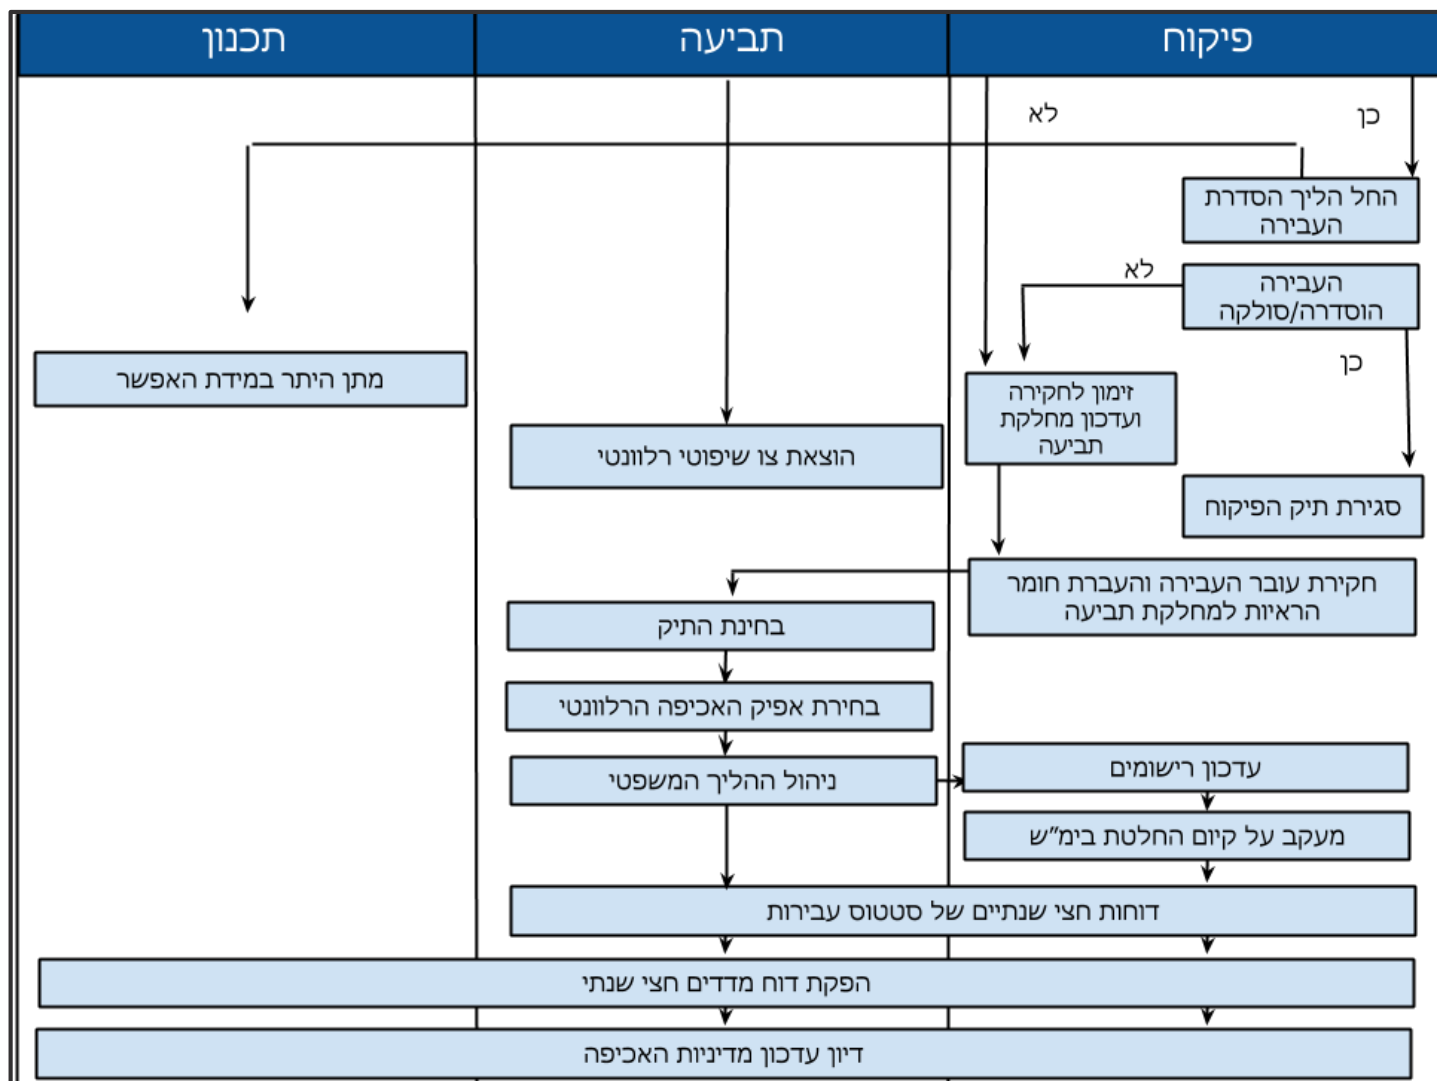 פיקוח
תביעה
תכנון
כן
לא
החל הליך הסדרת
העבירה
העבירה
הוסדרה/סולקה
לא
כן
מתן היתר במידת האפשר
זימון לחקירה
ועדכון מחלקת
תביעה
הוצאת צו שיפוטי רלוונטי
סגירת תיק הפיקוח
חקירת עובר העבירה והעברת חומר
הראיות למחלקת תביעה
בחינת התיק
בחירת אפיק האכיפה הרלוונטי
ניהול ההליך המשפטי
עדכון רישומים
מעקב על קיום החלטת בימ״ש
דוחות חצי שנתיים של סטטוס עבירות
הפקת דוח מדדים חצי שנתי
דיון עדכון מדיניות האכיפה